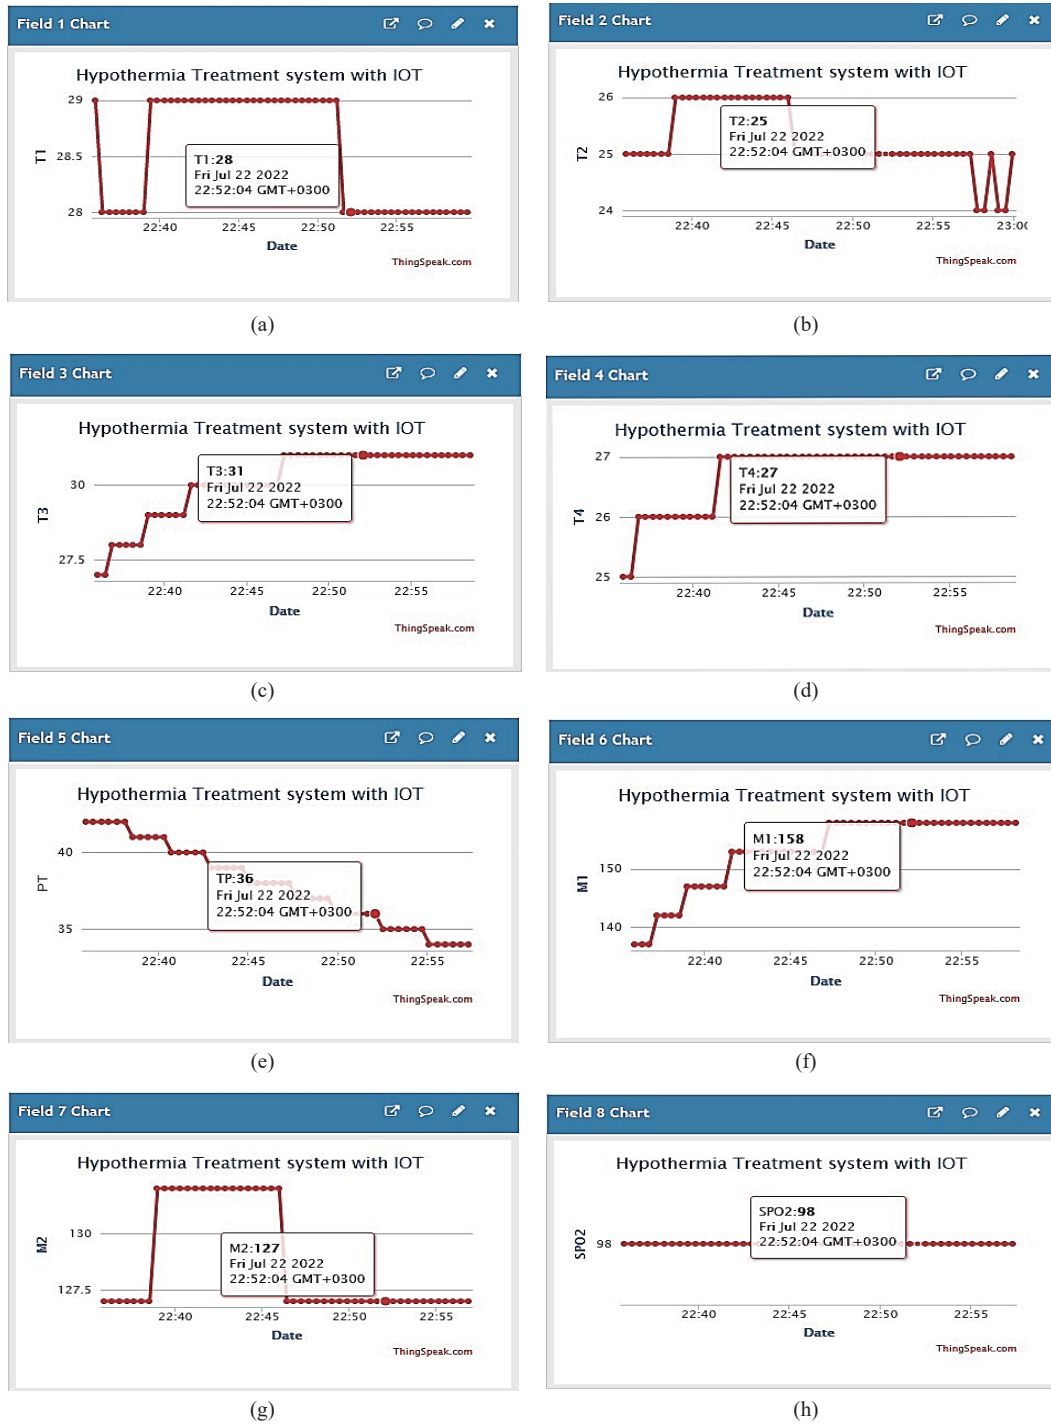 Field 1 Chart
Hypothermia Treatment system with IOT
29
28.5
28
T1
T1:28
Fri Jul 22 2022
22:52:04 GMT+0300
22:40 22:45 22:50 22:55
Date
ThingSpeak.com
(a)
Field 2 Chart
Hypothermia Treatment system with IOT
26
25
24
T2
T2:25
Fri Jul 22 2022
22:52:04 GMT+0300
22:40 22:45 22:50 22:55 23:00
Date
ThingSpeak.com
(b)
Field 3 Chart
Hypothermia Treatment system with IOT
30
27.5
T3
T3:31
Fri Jul 22 2022
22:52:04 GMT+0300
22:40 22:45 22:50 22:55
Date
ThingSpeak.com
(c)
Field 4 Chart
Hypothermia Treatment system with IOT
27
26
25
T4
T4:27
Fri Jul 22 2022
22:52:04 GMT+0300
22:40 22:45 22:50 22:55
Date
ThingSpeak.com
(d)
Field 5 Chart
Hypothermia Treatment system with IOT
40
35
PT
TP:36
Fri Jul 22 2022
22:52:04 GMT+0300
22:40 22:45 22:50 22:55
Date
ThingSpeak.com
(e)
Field 6 Chart
Hypothermia Treatment system with IOT
150
140
M1
M1:158
Fri Jul 22 2022
22:52:04 GMT+0300
22:40 22:45 22:50 22:55
Date
ThingSpeak.com
(f)
Field 7 Chart
Hypothermia Treatment system with IOT
130
127.5
M2
M2:127
Fri Jul 22 2022
22:52:04 GMT+0300
22:40 22:45 22:50 22:55
Date
ThingSpeak.com
(g)
Field 8 Chart
Hypothermia Treatment system with IOT
98
SPO2
SPO2:98
Fri Jul 22 2022
22:52:04 GMT+0300
22:40 22:45 22:50 22:55
Date
ThingSpeak.com
(h)